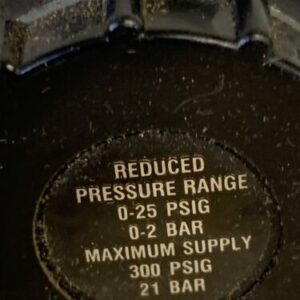 REDUCED
PRESSURE RANGE
0-25 PSIG
0-2 BAR
MAXIMUM SUPPLY
300 PSIG
21 BAR